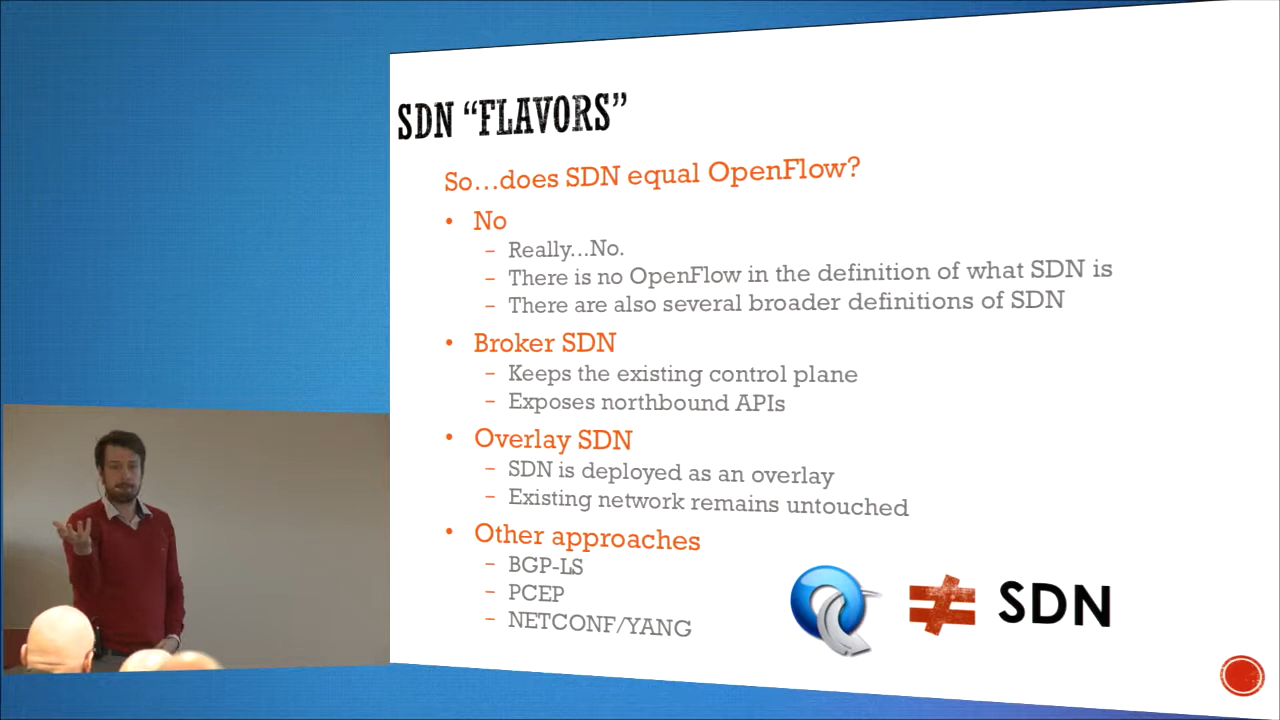 SDN “FLAVORS”
So...does SDN equal OpenFlow?
• No
– Really...No.
– There is no OpenFlow in the definition of what SDN is
– There are also several broader definitions of SDN
• Broker SDN
– Keeps the existing control plane
– Exposes northbound APIs
• Overlay SDN
– SDN is deployed as an overlay
– Existing network remains untouched
• Other approaches
– BGP-LS
– PCEP
– NETCONF/YANG
≠ SDN